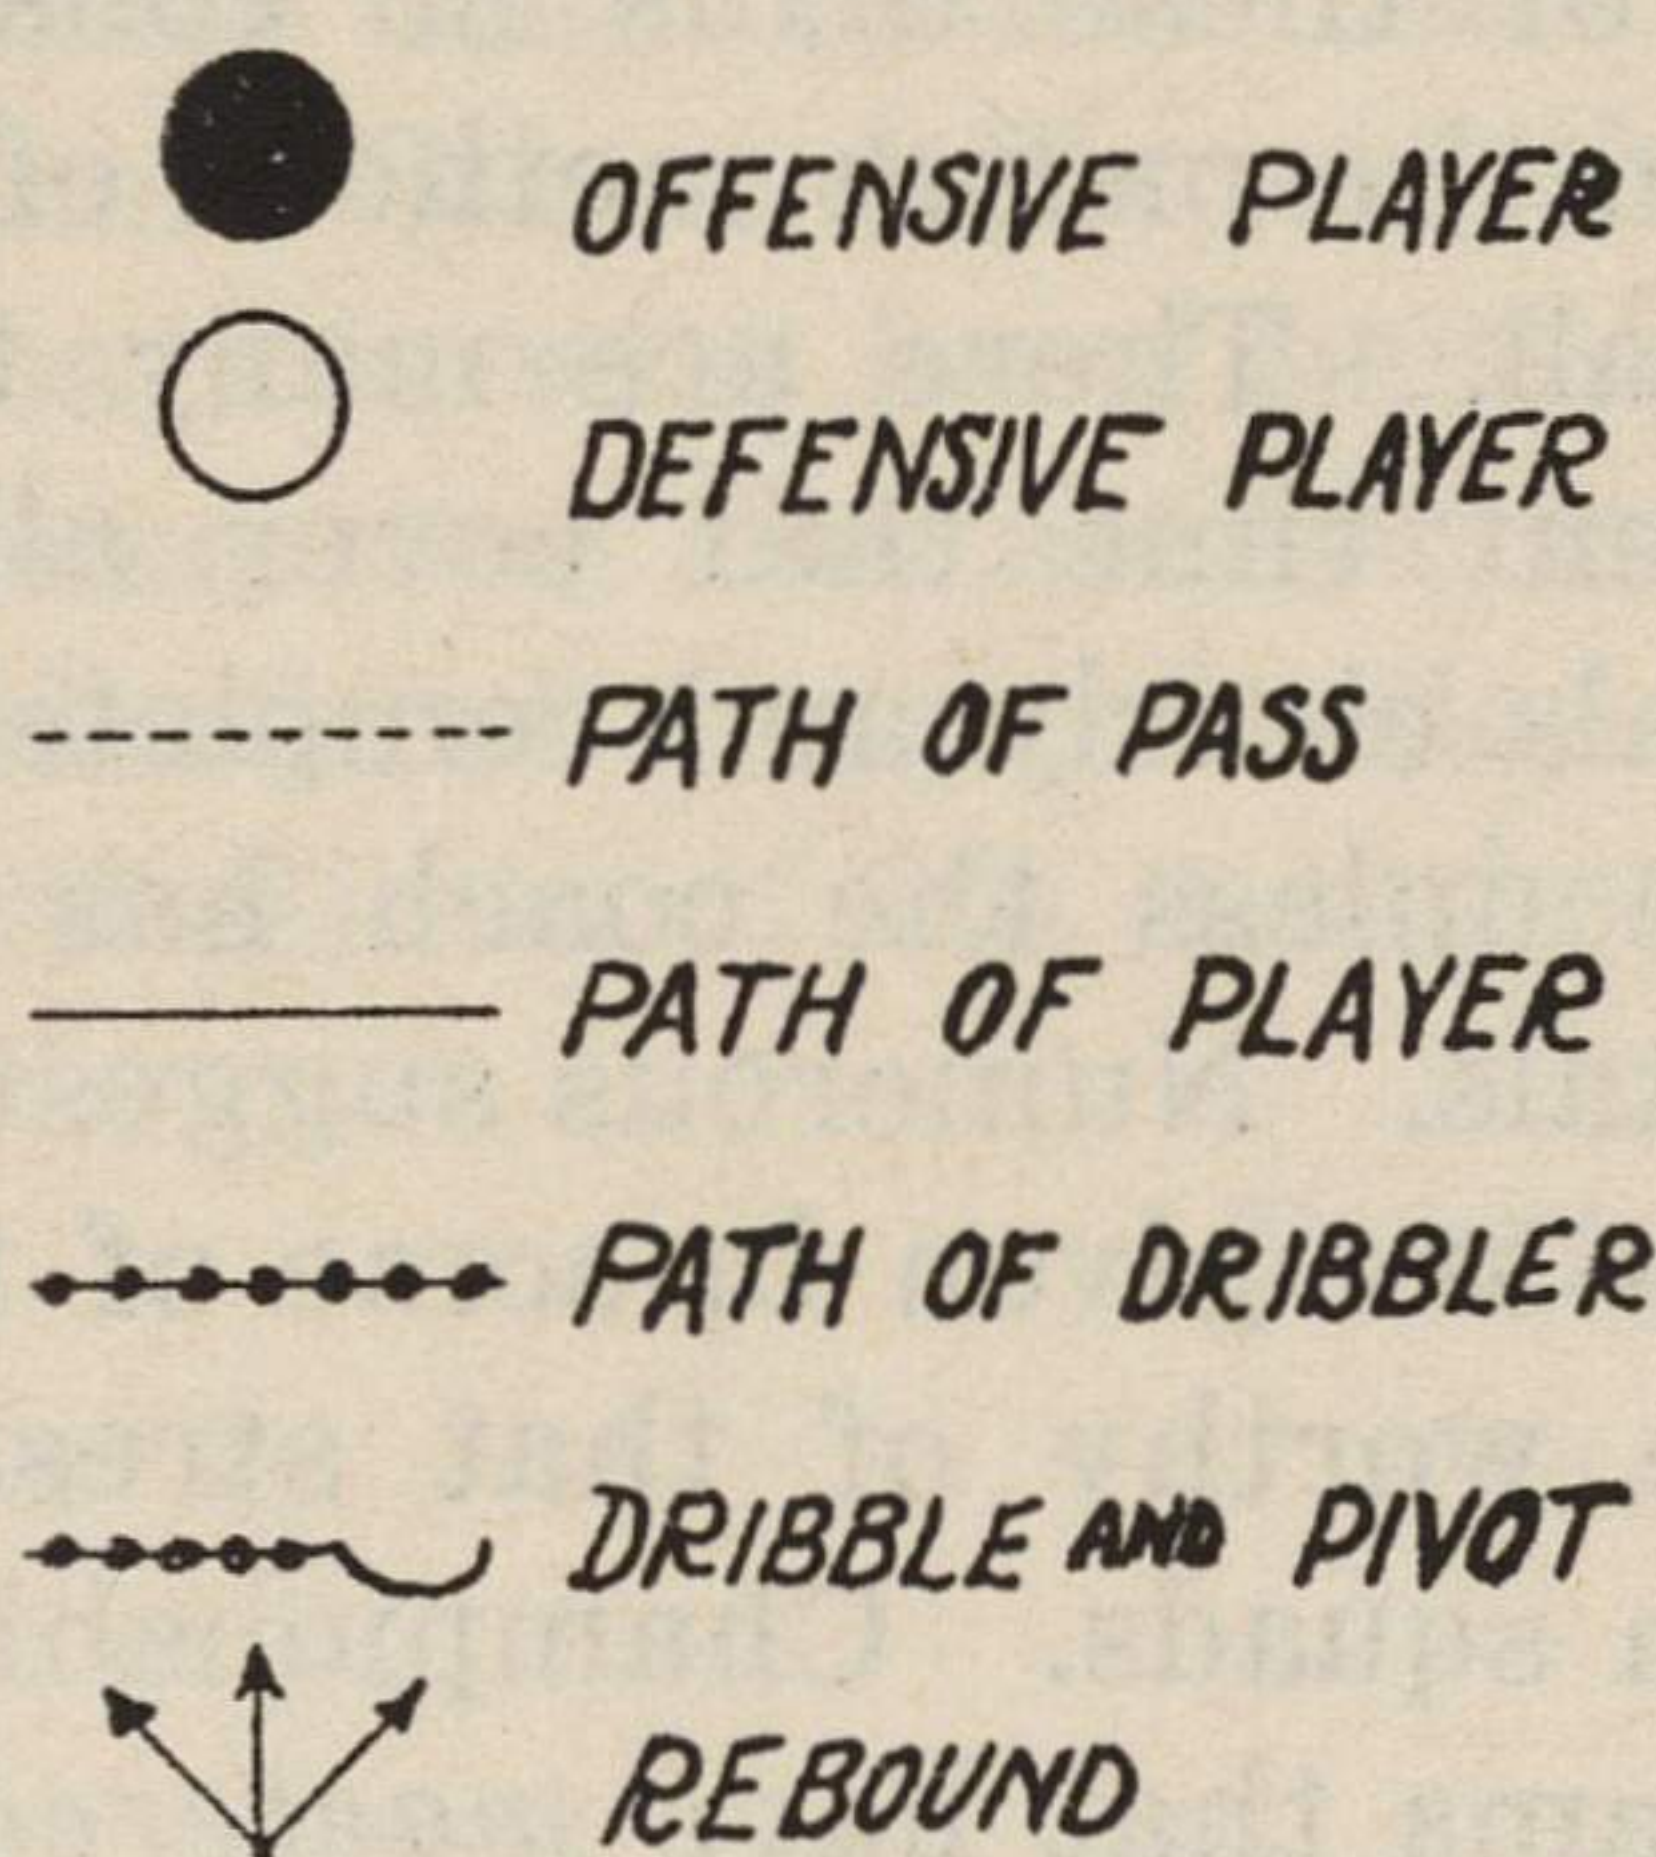 OFFENSIVE PLAYER
DEFENSIVE PLAYER
PATH OF PASS
PATH OF PLAYER
PATH OF DRIBBLER
DRIBBLE AND PIVOT
REBOUND